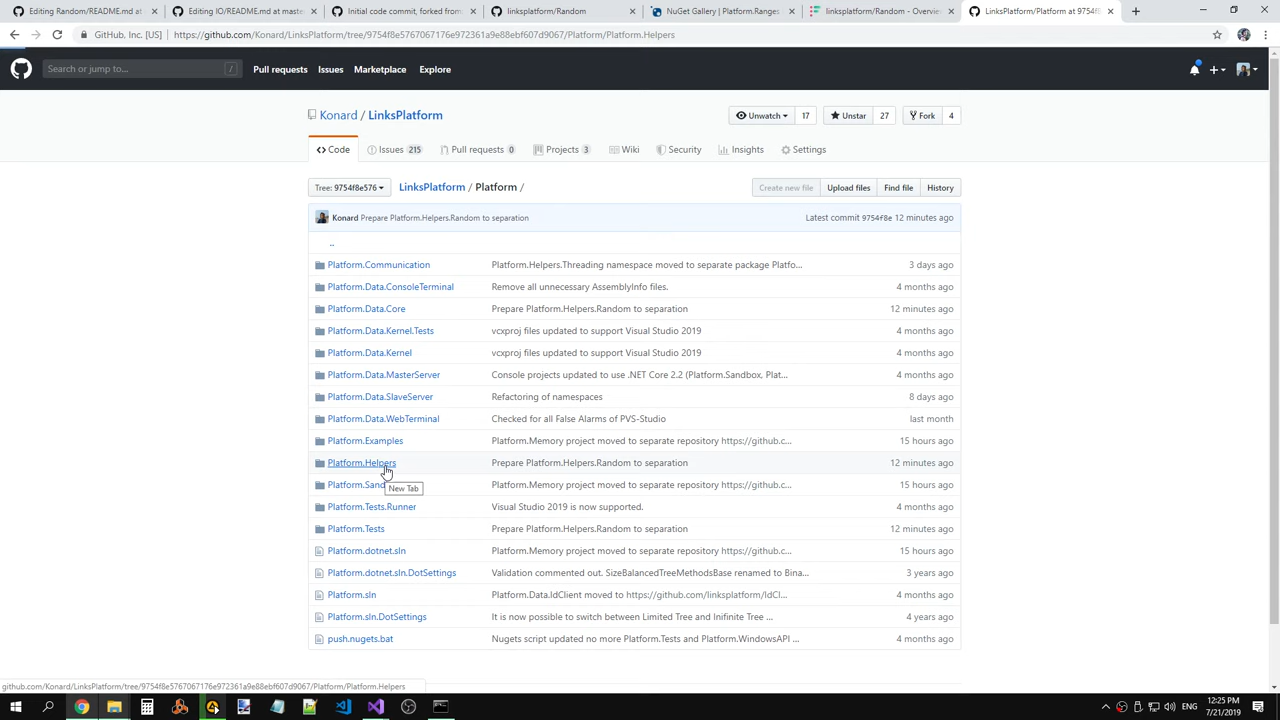 Editing Random/README.md at ma
Editing IO/README.md at master
Initial code commit, forked from
linksplatform/Random
NuGet Gallery | Platform.Ranges
linksplatform/Random - Overview
LinksPlatform/Platform at 9754f8e
GitHub, Inc. [US]
https://github.com/Konard/LinksPlatform/tree/9754f8e5767067176e972361a9e88ebf607d9067/Platform/Platform.Helpers
Search or jump to...
/
Pull requests
Issues
Marketplace
Explore
Konard / LinksPlatform
Unwatch 17
Unstar 27
Fork 4
Code
Issues 215
Pull requests 0
Projects 3
Wiki
Security
Insights
Settings
Tree: 9754f8e576
LinksPlatform / Platform /
Create new file
Upload files
Find file
History
Konard Prepare Platform.Helpers.Random to separation
Latest commit 9754f8e 12 minutes ago
..
Platform.Communication Platform.Helpers.Threading namespace moved to separate package Platfo... 3 days ago
Platform.Data.ConsoleTerminal Remove all unnecessary AssemblyInfo files. 4 months ago
Platform.Data.Core Prepare Platform.Helpers.Random to separation 12 minutes ago
Platform.Data.Kernel.Tests vcxproj files updated to support Visual Studio 2019 4 months ago
Platform.Data.Kernel vcxproj files updated to support Visual Studio 2019 4 months ago
Platform.Data.MasterServer Console projects updated to use .NET Core 2.2 (Platform.Sandbox, Plat... 4 months ago
Platform.Data.SlaveServer Refactoring of namespaces 8 days ago
Platform.Data.WebTerminal Checked for all False Alarms of PVS-Studio last month
Platform.Examples Platform.Memory project moved to separate repository https://github.c... 15 hours ago
Platform.Helpers Prepare Platform.Helpers.Random to separation 12 minutes ago
Platform.Sand Platform.Memory project moved to separate repository https://github.c... 15 hours ago
New Tab
Platform.Tests.Runner Visual Studio 2019 is now supported. 4 months ago
Platform.Tests Prepare Platform.Helpers.Random to separation 12 minutes ago
Platform.dotnet.sln Platform.Memory project moved to separate repository https://github.c... 15 hours ago
Platform.dotnet.sln.DotSettings Validation commented out. SizeBalancedTreeMethodsBase renamed to Bina... 3 years ago
Platform.sln Platform.Data.IdClient moved to https://github.com/linksplatform/IdCl... 4 months ago
Platform.sln.DotSettings It is now possible to switch between Limited Tree and Inifinite Tree ... 4 years ago
push.nugets.bat Nugets script updated no more Platform.Tests and Platform.WindowsAPI ... 4 months ago
github.com/Konard/LinksPlatform/tree/9754f8e5767067176e972361a9e88ebf607d9067/Platform/Platform.Helpers
ENG
12:25 PM
7/21/2019